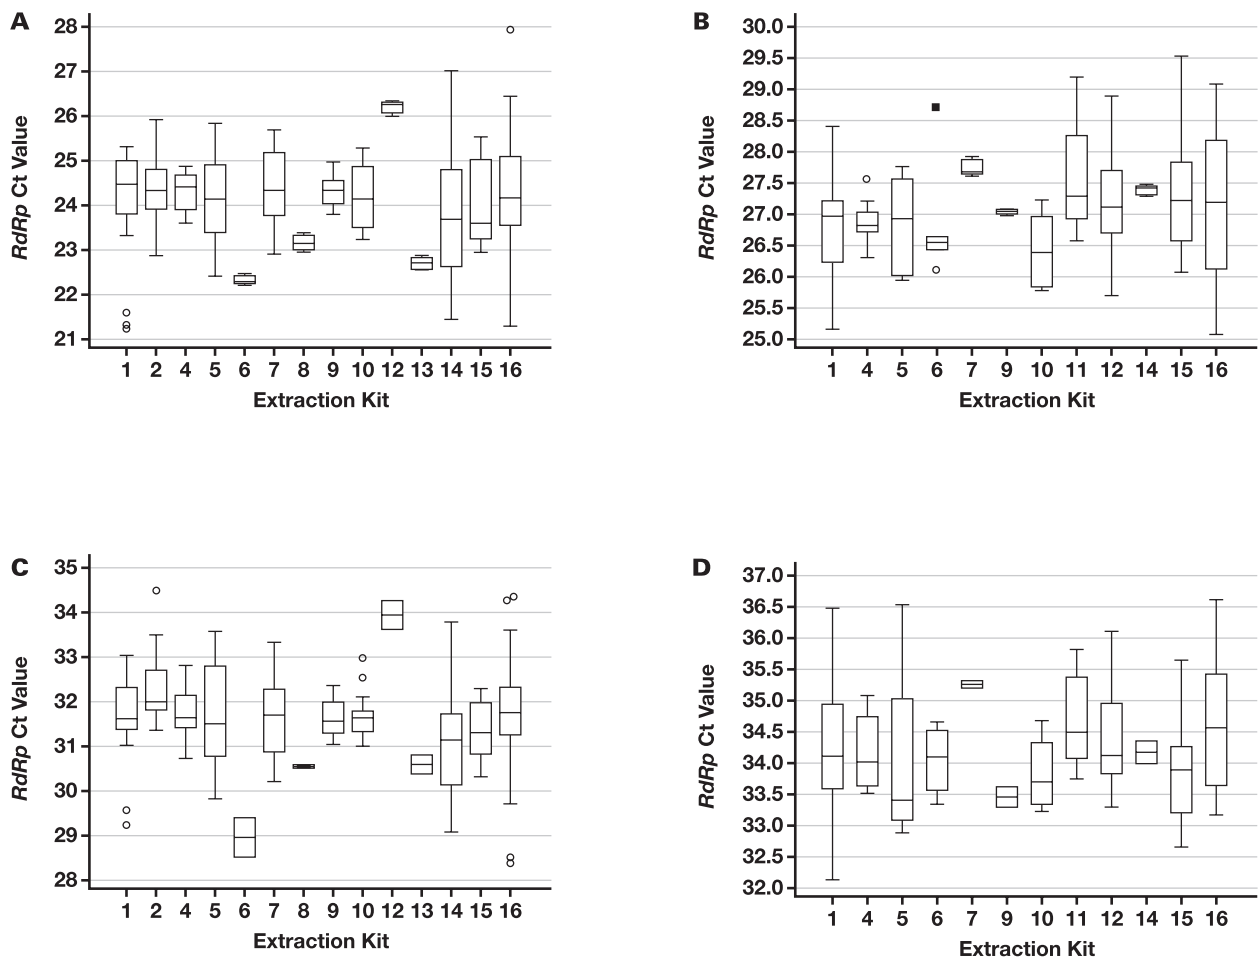 A
RdRp Ct Value
28
27
26
25
24
23
22
21
1 2 4 5 6 7 8 9 10 12 13 14 15 16
Extraction Kit
B
RdRp Ct Value
30.0
29.5
29.0
28.5
28.0
27.5
27.0
26.5
26.0
25.5
25.0
1 4 5 6 7 9 10 11 12 14 15 16
Extraction Kit
C
RdRp Ct Value
35
34
33
32
31
30
29
28
1 2 4 5 6 7 8 9 10 12 13 14 15 16
Extraction Kit
D
RdRp Ct Value
37.0
36.5
36.0
35.5
35.0
34.5
34.0
33.5
33.0
32.5
32.0
1 4 5 6 7 9 10 11 12 14 15 16
Extraction Kit